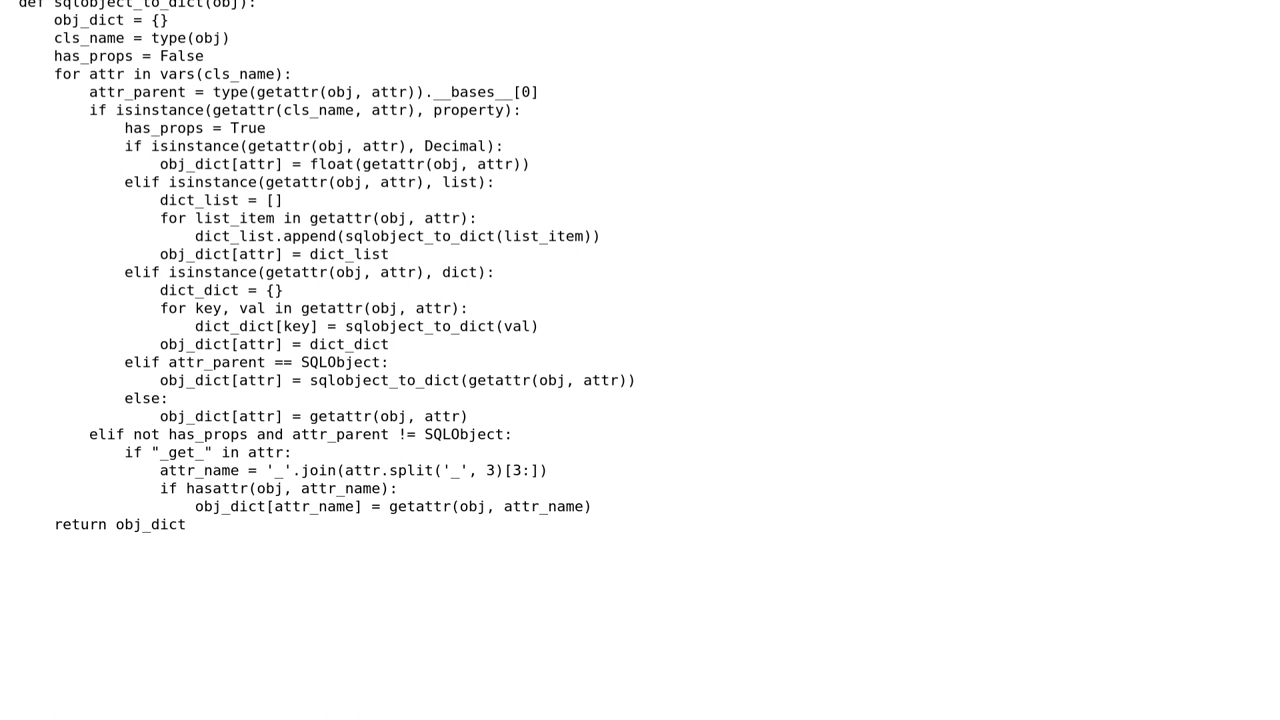 def sqlobject_to_dict(obj):
    obj_dict = {}
    cls_name = type(obj)
    has_props = False
    for attr in vars(cls_name):
        attr_parent = type(getattr(obj, attr)).__bases__[0]
        if isinstance(getattr(cls_name, attr), property):
            has_props = True
            if isinstance(getattr(obj, attr), Decimal):
                obj_dict[attr] = float(getattr(obj, attr))
            elif isinstance(getattr(obj, attr), list):
                dict_list = []
                for list_item in getattr(obj, attr):
                    dict_list.append(sqlobject_to_dict(list_item))
                obj_dict[attr] = dict_list
            elif isinstance(getattr(obj, attr), dict):
                dict_dict = {}
                for key, val in getattr(obj, attr):
                    dict_dict[key] = sqlobject_to_dict(val)
                obj_dict[attr] = dict_dict
            elif attr_parent == SQLObject:
                obj_dict[attr] = sqlobject_to_dict(getattr(obj, attr))
            else:
                obj_dict[attr] = getattr(obj, attr)
        elif not has_props and attr_parent != SQLObject:
            if "_get_" in attr:
                attr_name = '_'.join(attr.split('_', 3)[3:])
                if hasattr(obj, attr_name):
                    obj_dict[attr_name] = getattr(obj, attr_name)
    return obj_dict